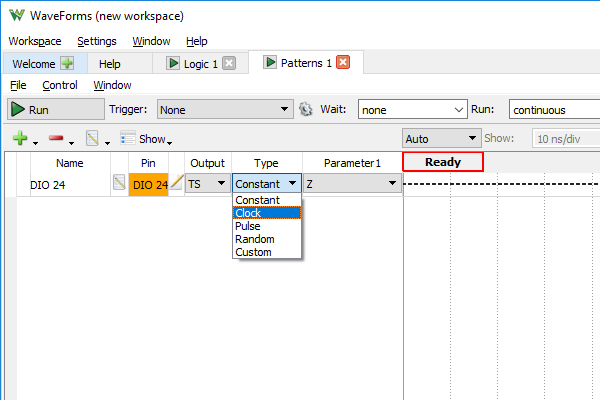 WaveForms (new workspace)
Workspace Settings Window Help
Welcome Help Logic 1 Patterns 1
File Control Window
Run Trigger: None Wait: none Run: continuous
Show Auto Show: 10 ns/div
Name Pin Output Type Parameter1 Ready
DIO 24 DIO 24 TS Constant Z
Constant
Clock
Pulse
Random
Custom